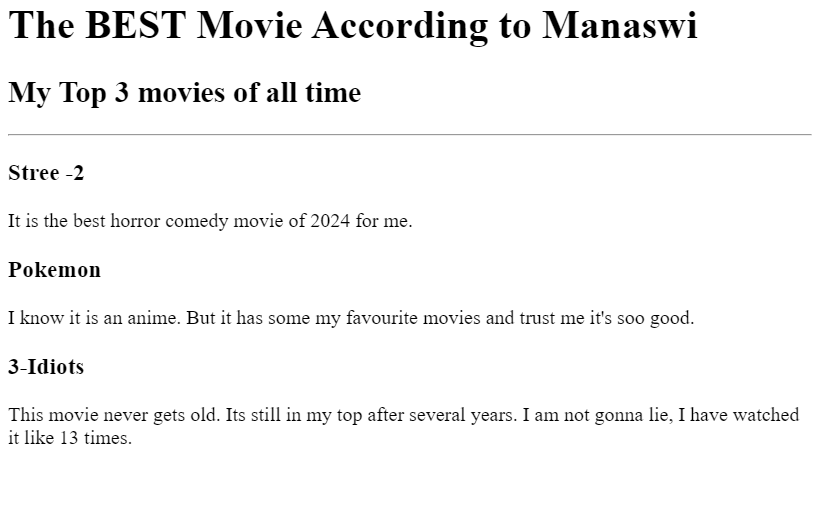 The BEST Movie According to Manaswi
My Top 3 movies of all time
Stree -2
It is the best horror comedy movie of 2024 for me.
Pokemon
I know it is an anime. But it has some my favourite movies and trust me it's soo good.
3-Idiots
This movie never gets old. Its still in my top after several years. I am not gonna lie, I have watched
it like 13 times.